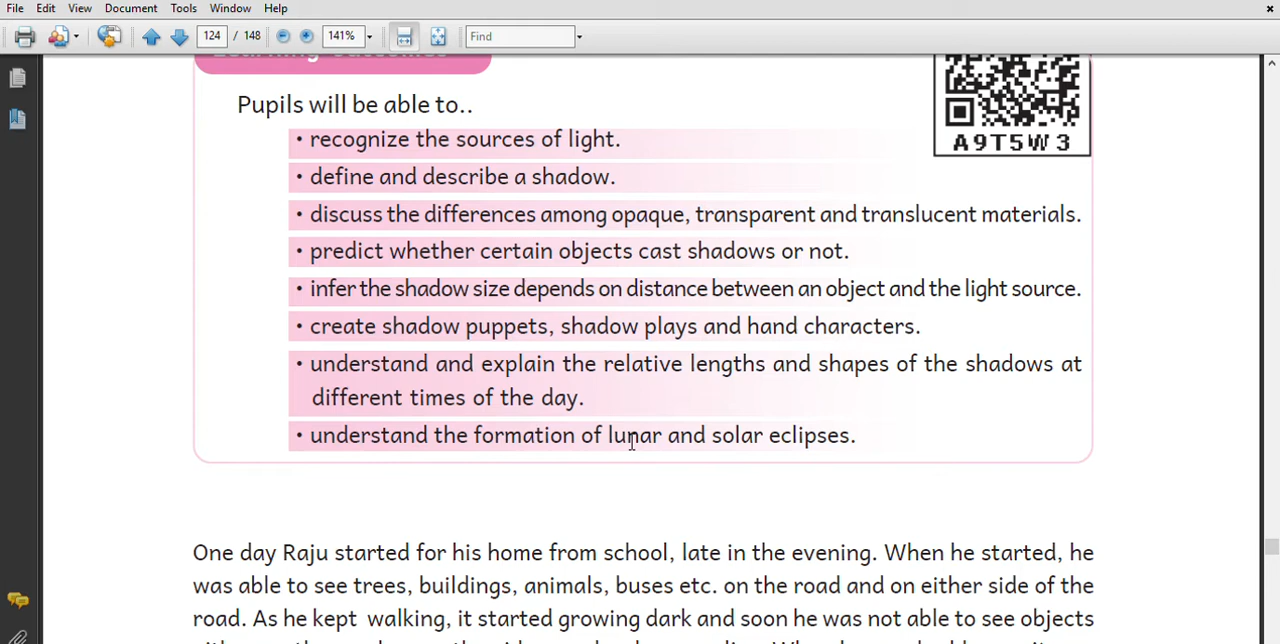 File Edit View Document Tools Window Help
124 / 148 141% Find
Pupils will be able to..
• recognize the sources of light.
• define and describe a shadow.
• discuss the differences among opaque, transparent and translucent materials.
• predict whether certain objects cast shadows or not.
• infer the shadow size depends on distance between an object and the light source.
• create shadow puppets, shadow plays and hand characters.
• understand and explain the relative lengths and shapes of the shadows at
different times of the day.
• understand the formation of lunar and solar eclipses.
A9T5W3
One day Raju started for his home from school, late in the evening. When he started, he
was able to see trees, buildings, animals, buses etc. on the road and on either side of the
road. As he kept walking, it started growing dark and soon he was not able to see objects